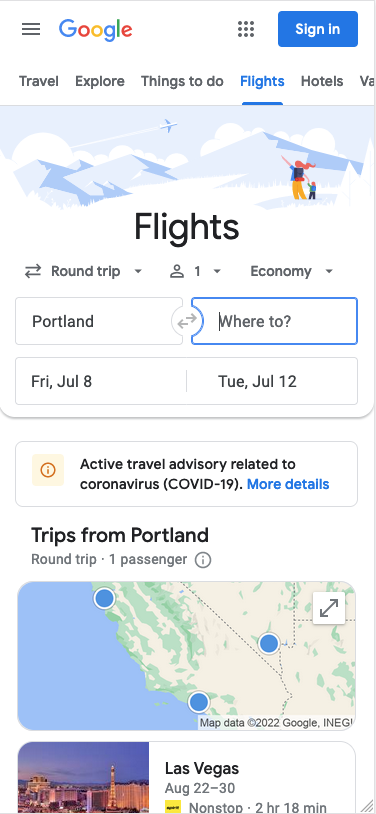 Google
Sign in
Travel Explore Things to do Flights Hotels Va
Flights
Round trip 1 Economy
Portland Where to?
Fri, Jul 8 Tue, Jul 12
Active travel advisory related to
coronavirus (COVID-19). More details
Trips from Portland
Round trip · 1 passenger
Map data ©2022 Google, INEGI
Las Vegas
Aug 22–30
spirit Nonstop · 2 hr 18 min